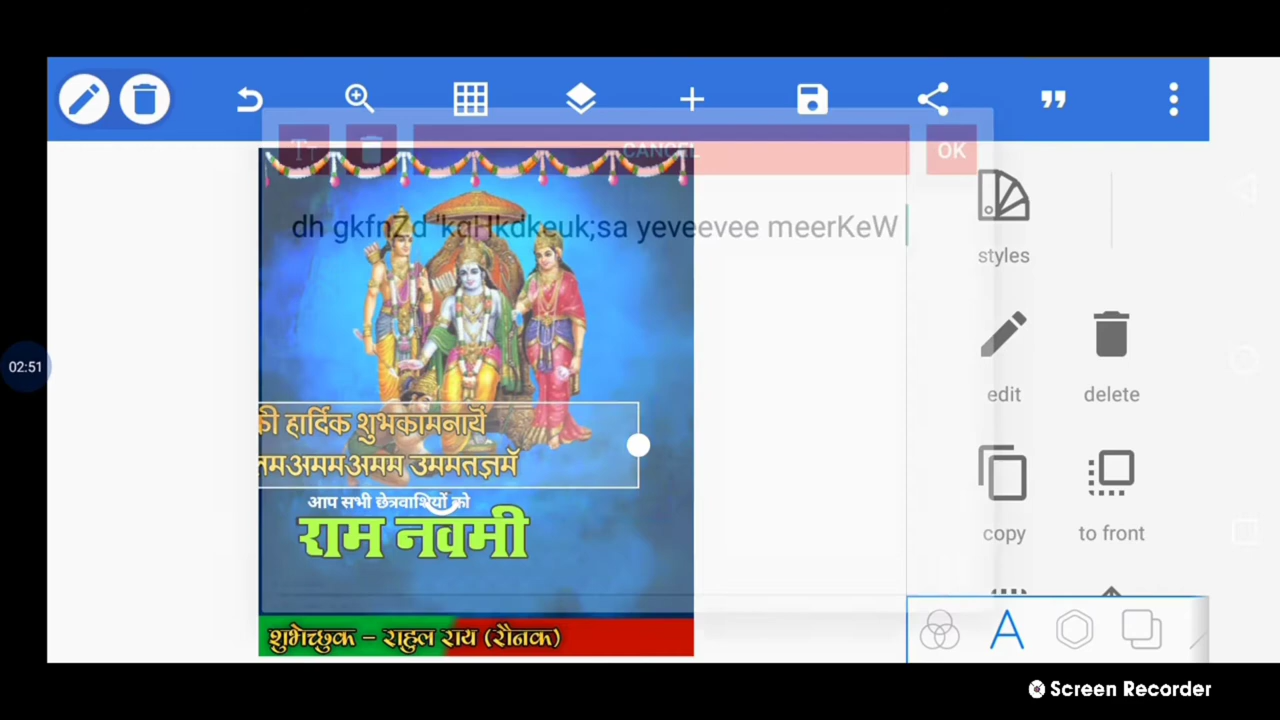 CANCEL
OK
dh gkfnZd 'kqHkdkeuk;sa yeveevee meerKeW
styles
edit
delete
copy
to front
02:51
की हार्दिक शुभकामनायें
तमअममअमम उममतज्ञमॅ
आप सभी छेत्रवाशियों को
राम नवमी
शुभेच्छुक – राहुल राय (रौनक)
Screen Recorder